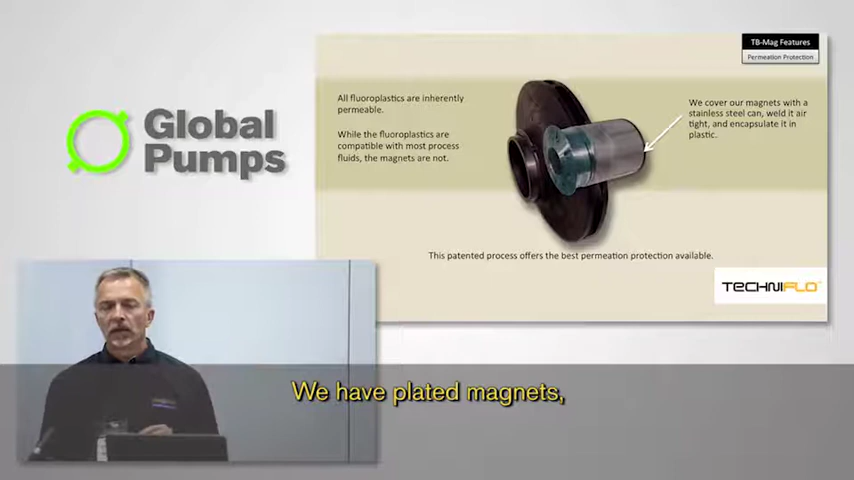 Global
Pumps
TB-Mag Features
Permeation Protection
All fluoroplastics are inherently
permeable.
While the fluoroplastics are
compatible with most process
fluids, the magnets are not.
We cover our magnets with a
stainless steel can, weld it air
tight, and encapsulate it in
plastic.
This patented process offers the best permeation protection available.
TECHNIFLO
We have plated magnets,